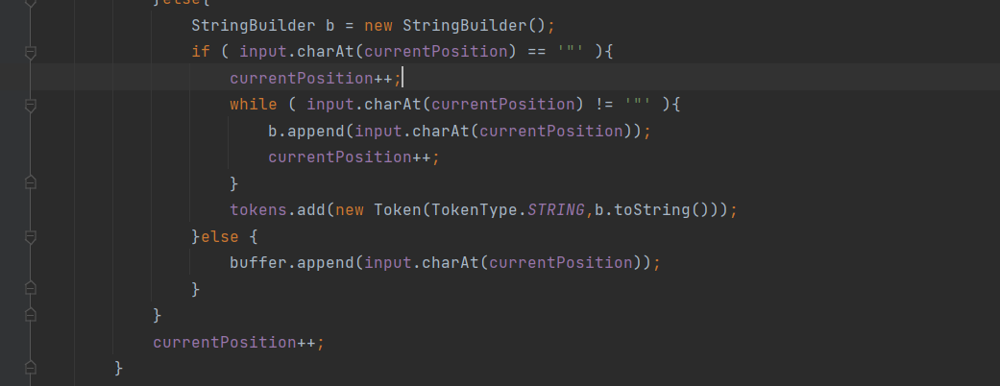 }else{
StringBuilder b = new StringBuilder();
if ( input.charAt(currentPosition) == '"' ){
currentPosition++;
while ( input.charAt(currentPosition) != '"' ){
b.append(input.charAt(currentPosition));
currentPosition++;
}
tokens.add(new Token(TokenType.STRING,b.toString()));
}else {
buffer.append(input.charAt(currentPosition));
}
}
currentPosition++;
}